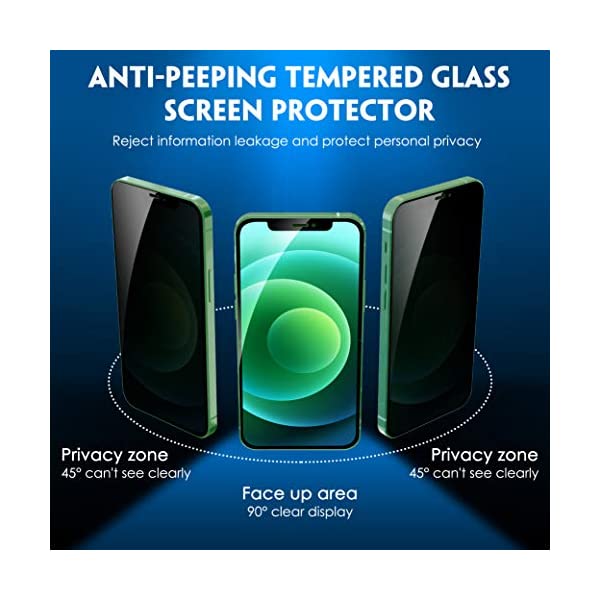 ANTI-PEEPING TEMPERED GLASS
SCREEN PROTECTOR
Reject information leakage and protect personal privacy
Privacy zone
45° can't see clearly
Privacy zone
45° can't see clearly
Face up area
90° clear display